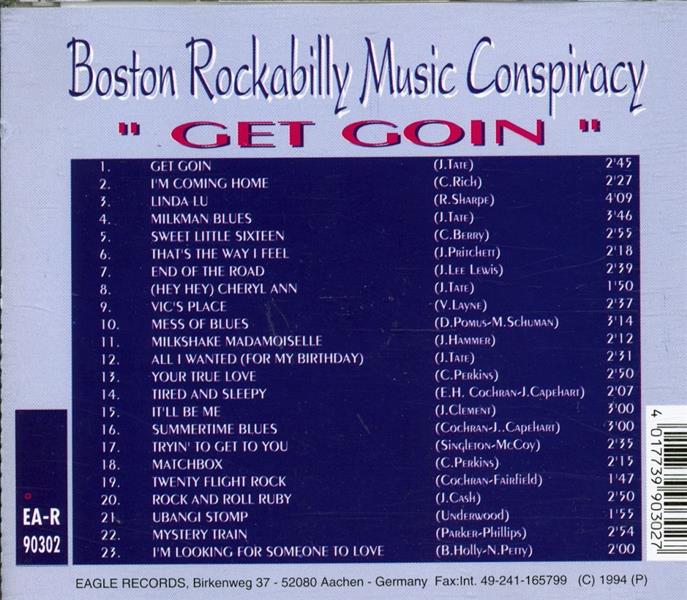 Boston Rockabilly Music Conspiracy
" GET GOIN "
1. GET GOIN (J.TATE) 2'45
2. I'M COMING HOME (C.RICH) 2'27
3. LINDA LU (R.SHARPE) 4'09
4. MILKMAN BLUES (J.TATE) 3'46
5. SWEET LITTLE SIXTEEN (C.BERRY) 2'55
6. THAT'S THE WAY I FEEL (J.PRITCHETT) 2'18
7. END OF THE ROAD (J.LEE LEWIS) 2'39
8. (HEY HEY) CHERYL ANN (J.TATE) 1'50
9. VIC'S PLACE (V.LAYNE) 2'37
10. MESS OF BLUES (D.POMUS-M.SCHUMAN) 3'14
11. MILKSHAKE MADAMOISELLE (J.HAMMER) 2'12
12. ALL I WANTED (FOR MY BIRTHDAY) (J.TATE) 2'31
13. YOUR TRUE LOVE (C.PERKINS) 2'50
14. TIRED AND SLEEPY (E.H. COCHRAN-J.CAPEHART) 2'07
15. IT'LL BE ME (J.CLEMENT) 3'00
16. SUMMERTIME BLUES (COCHRAN-J..CAPEHART) 3'00
17. TRYIN' TO GET TO YOU (SINGLETON-MCCOY) 2'35
18. MATCHBOX (C.PERKINS) 2'15
19. TWENTY FLIGHT ROCK (COCHRAN-FAIRFIELD) 1'47
20. ROCK AND ROLL RUBY (J.CASH) 2'50
21. UBANGI STOMP (UNDERWOOD) 1'55
22. MYSTERY TRAIN (PARKER-PHILLIPS) 2'54
23. I'M LOOKING FOR SOMEONE TO LOVE (B.HOLLY-N.PETTY) 2'00
EA-R
90302
4 017739 903027
EAGLE RECORDS, Birkenweg 37 - 52080 Aachen - Germany Fax:Int. 49-241-165799 (C) 1994 (P)